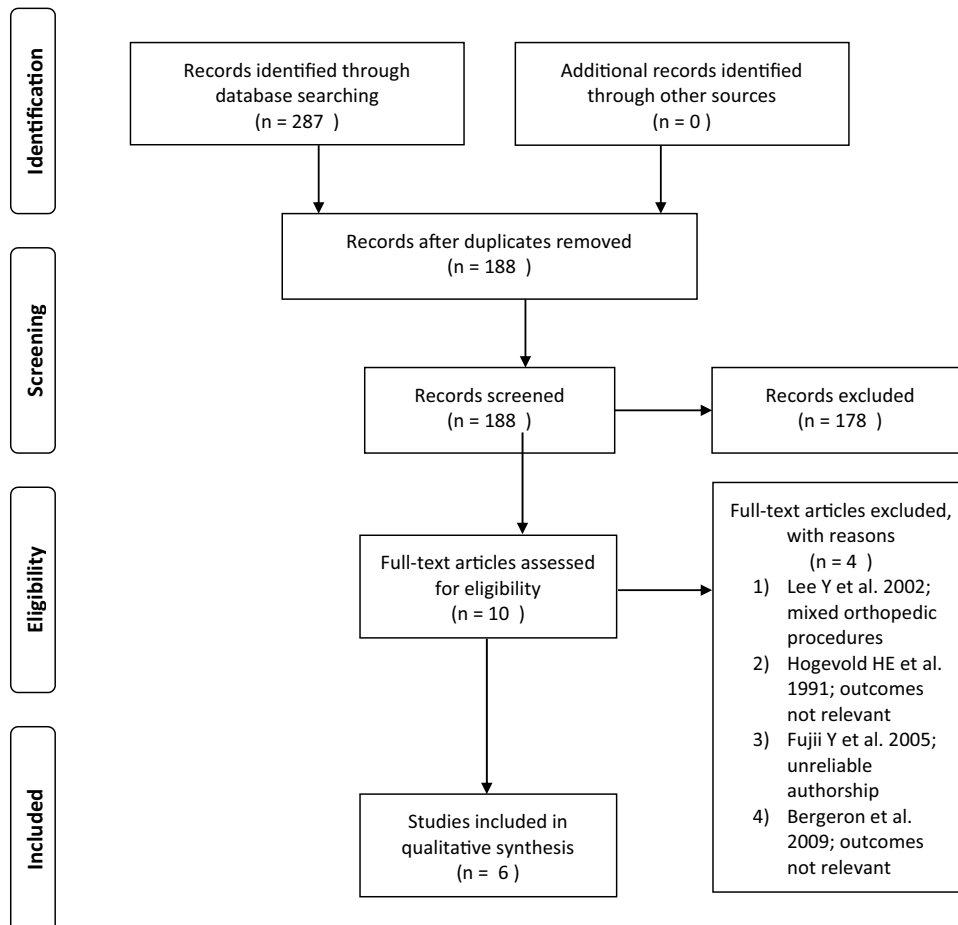 Identification
Records identified through
database searching
(n = 287 )
Additional records identified
through other sources
(n = 0 )
Records after duplicates removed
(n = 188 )
Screening
Records screened
(n = 188 )
Records excluded
(n = 178 )
Eligibility
Full-text articles assessed
for eligibility
(n = 10 )
Full-text articles excluded,
with reasons
(n = 4 )
1) Lee Y et al. 2002;
mixed orthopedic
procedures
2) Hogevold HE et al.
1991; outcomes
not relevant
3) Fujii Y et al. 2005;
unreliable
authorship
4) Bergeron et al.
2009; outcomes
not relevant
Included
Studies included in
qualitative synthesis
(n = 6 )